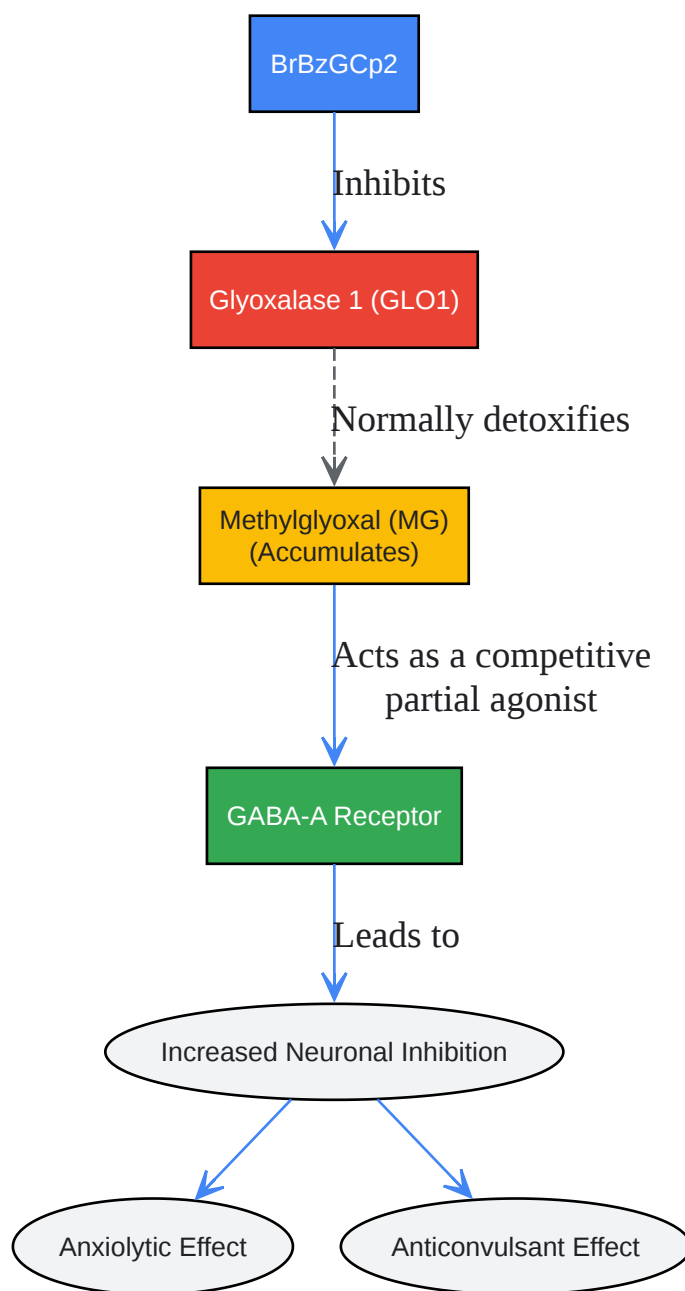 BrBzGCp2
Inhibits
Glyoxalase 1 (GLO1)
Normally detoxifies
Methylglyoxal (MG)
(Accumulates)
Acts as a competitive
partial agonist
GABA-A Receptor
Leads to
Increased Neuronal Inhibition
Anxiolytic Effect
Anticonvulsant Effect